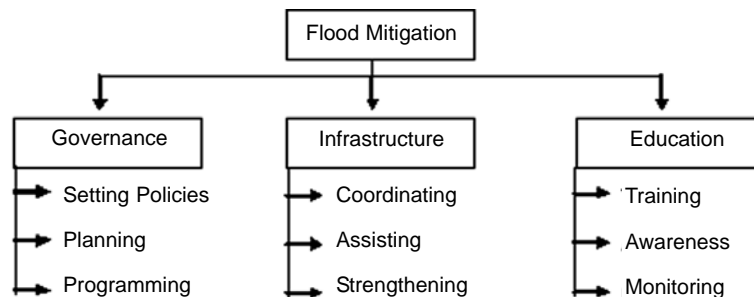 Flood Mitigation
Governance
Setting Policies
Planning
Programming
Infrastructure
Coordinating
Assisting
Strengthening
Education
Training
Awareness
Monitoring